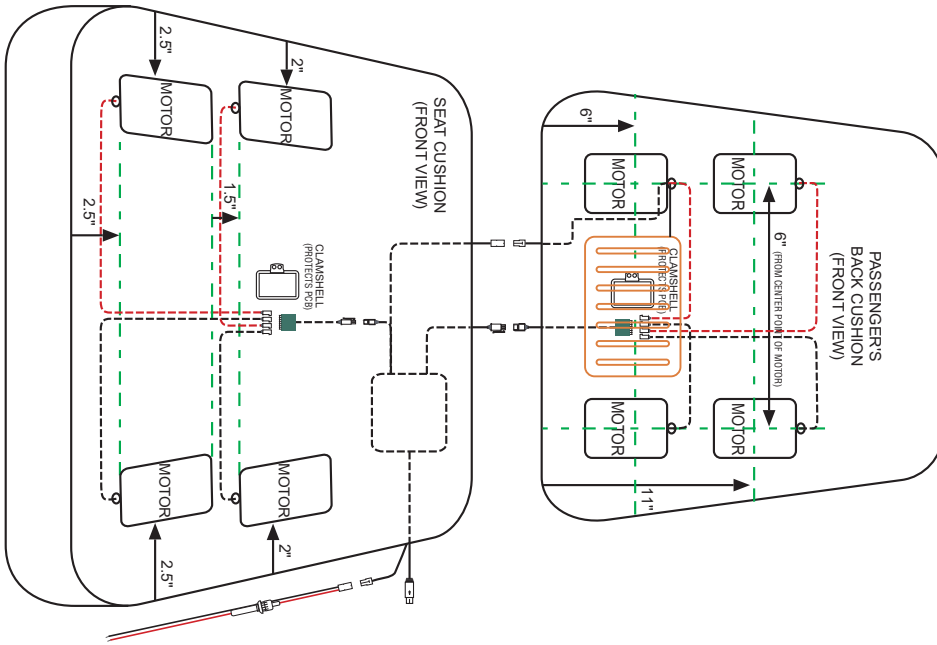 PASSENGER'S
BACK CUSHION
(FRONT VIEW)
6"
MOTOR
MOTOR
6" (FROM CENTER POINT OF MOTOR)
CLAMSHELL
(PROTECTS PCB)
MOTOR
MOTOR
11"
SEAT CUSHION
(FRONT VIEW)
2.5"
2"
MOTOR
MOTOR
2.5"
1.5"
CLAMSHELL
(PROTECTS PCB)
MOTOR
MOTOR
2.5"
2"